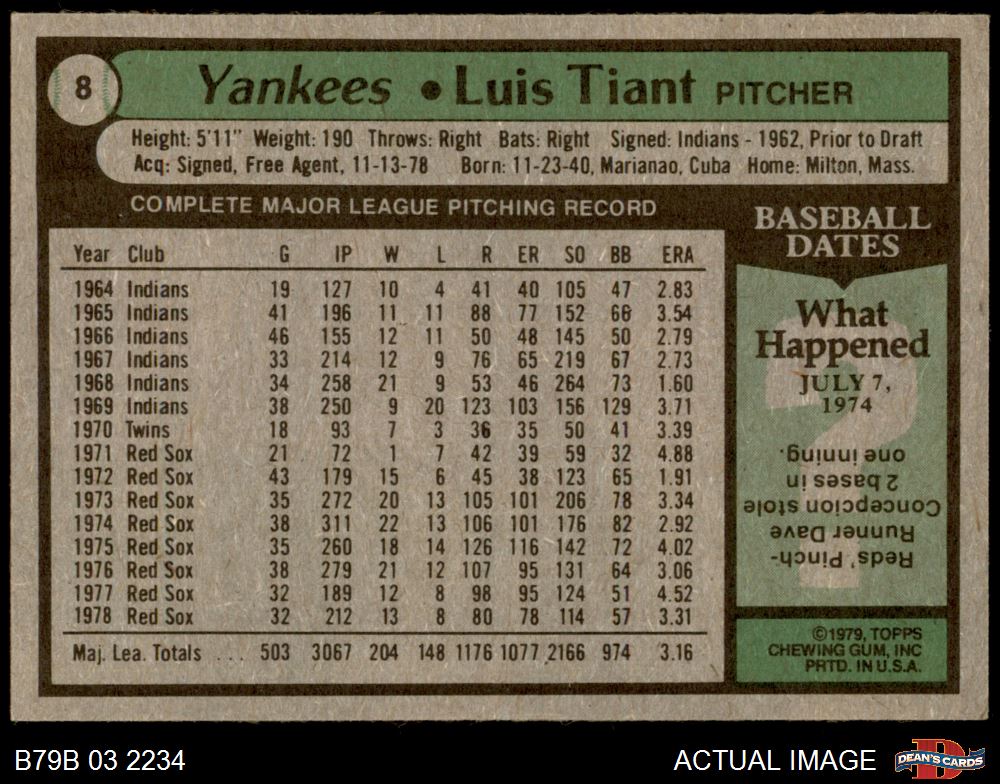 8
Yankees • Luis Tiant PITCHER
Height: 5'11" Weight: 190 Throws: Right Bats: Right Signed: Indians - 1962, Prior to Draft
Acq: Signed, Free Agent, 11-13-78 Born: 11-23-40, Marianao, Cuba Home: Milton, Mass.
COMPLETE MAJOR LEAGUE PITCHING RECORD
Year Club G IP W L R ER SO BB ERA
1964 Indians 19 127 10 4 41 40 105 47 2.83
1965 Indians 41 196 11 11 88 77 152 66 3.54
1966 Indians 46 155 12 11 50 48 145 50 2.79
1967 Indians 33 214 12 9 76 65 219 67 2.73
1968 Indians 34 258 21 9 53 46 264 73 1.60
1969 Indians 38 250 9 20 123 103 156 129 3.71
1970 Twins 18 93 7 3 36 35 50 41 3.39
1971 Red Sox 21 72 1 7 42 39 59 32 4.88
1972 Red Sox 43 179 15 6 45 38 123 65 1.91
1973 Red Sox 35 272 20 13 105 101 206 78 3.34
1974 Red Sox 38 311 22 13 106 101 176 82 2.92
1975 Red Sox 35 260 18 14 126 116 142 72 4.02
1976 Red Sox 38 279 21 12 107 95 131 64 3.06
1977 Red Sox 32 189 12 8 98 95 124 51 4.52
1978 Red Sox 32 212 13 8 80 78 114 57 3.31
Maj. Lea. Totals ... 503 3067 204 148 1176 1077 2166 974 3.16
BASEBALL
DATES
What
Happened
JULY 7,
1974
Reds' Pinch-
Runner Dave
Concepcion stole
2 bases in
one inning.
©1979, TOPPS
CHEWING GUM, INC
PRTD. IN U.S.A.
B79B 03 2234
ACTUAL IMAGE
DEAN'S CARDS